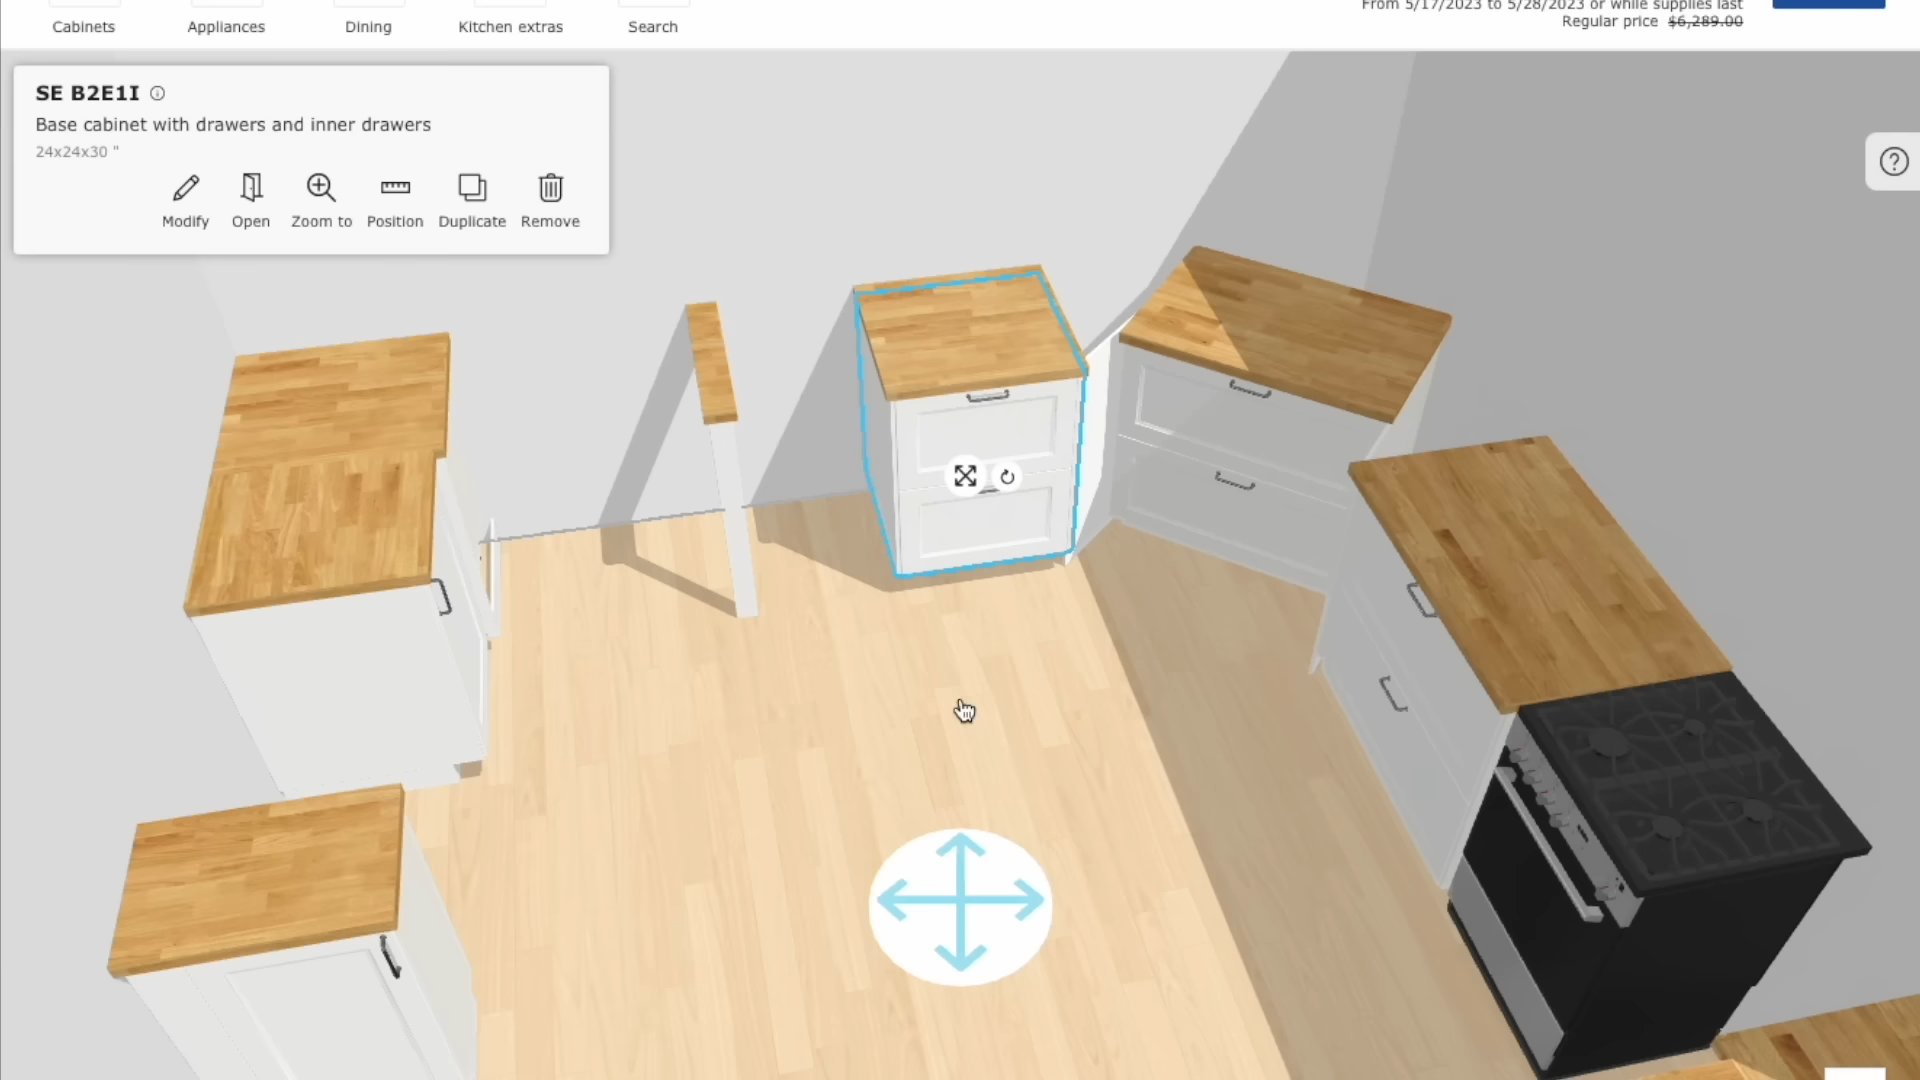 Cabinets
Appliances
Dining
Kitchen extras
Search
From 5/17/2023 to 5/28/2023 or while supplies last
Regular price $6,289.00
SE B2E1I
Base cabinet with drawers and inner drawers
24x24x30 "
Modify
Open
Zoom to
Position
Duplicate
Remove